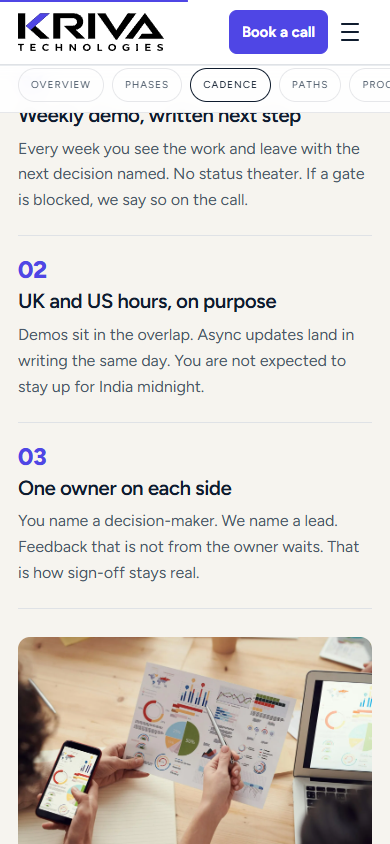 KRIVA
TECHNOLOGIES
Book a call
OVERVIEW
PHASES
CADENCE
PATHS
PROC
Weekly demo, written next step
Every week you see the work and leave with the
next decision named. No status theater. If a gate
is blocked, we say so on the call.
02
UK and US hours, on purpose
Demos sit in the overlap. Async updates land in
writing the same day. You are not expected to
stay up for India midnight.
03
One owner on each side
You name a decision-maker. We name a lead.
Feedback that is not from the owner waits. That
is how sign-off stays real.